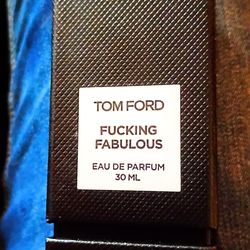 TOM FORD
FUCKING
FABULOUS
EAU DE PARFUM
30 ML